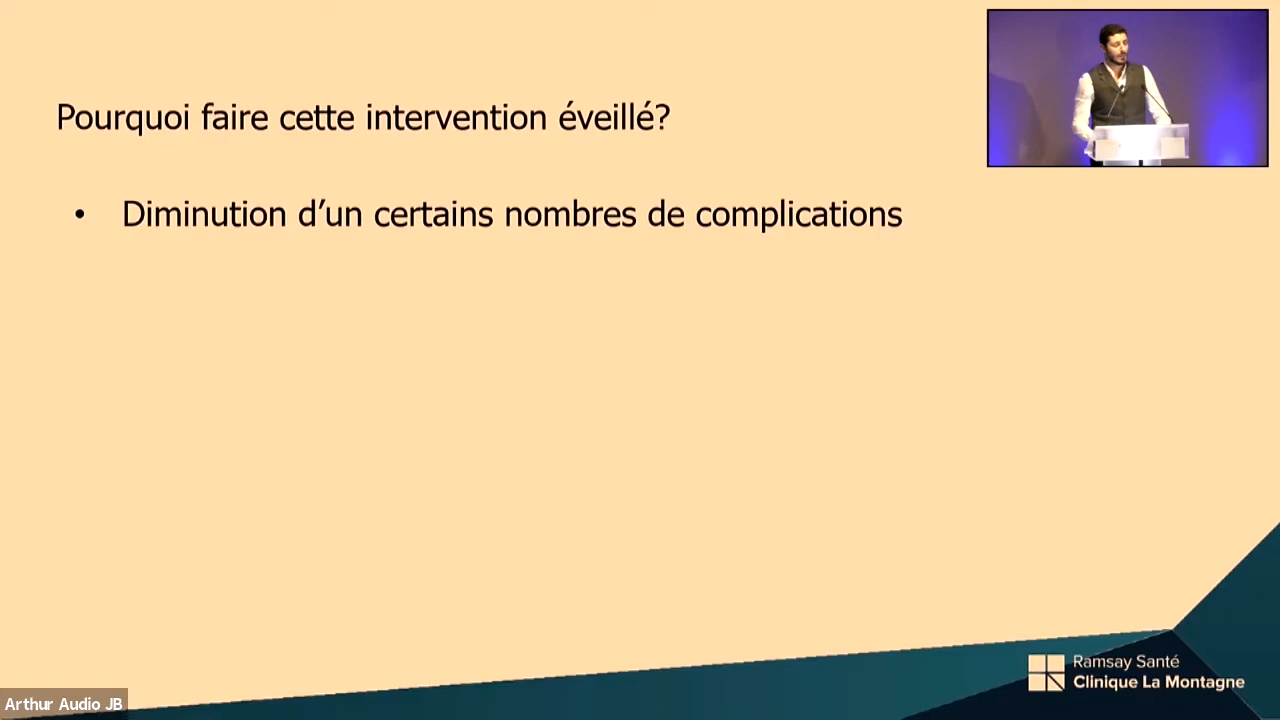 Pourquoi faire cette intervention éveillé?
• Diminution d’un certains nombres de complications
Ramsay Santé
Clinique La Montagne
Arthur Audio JB